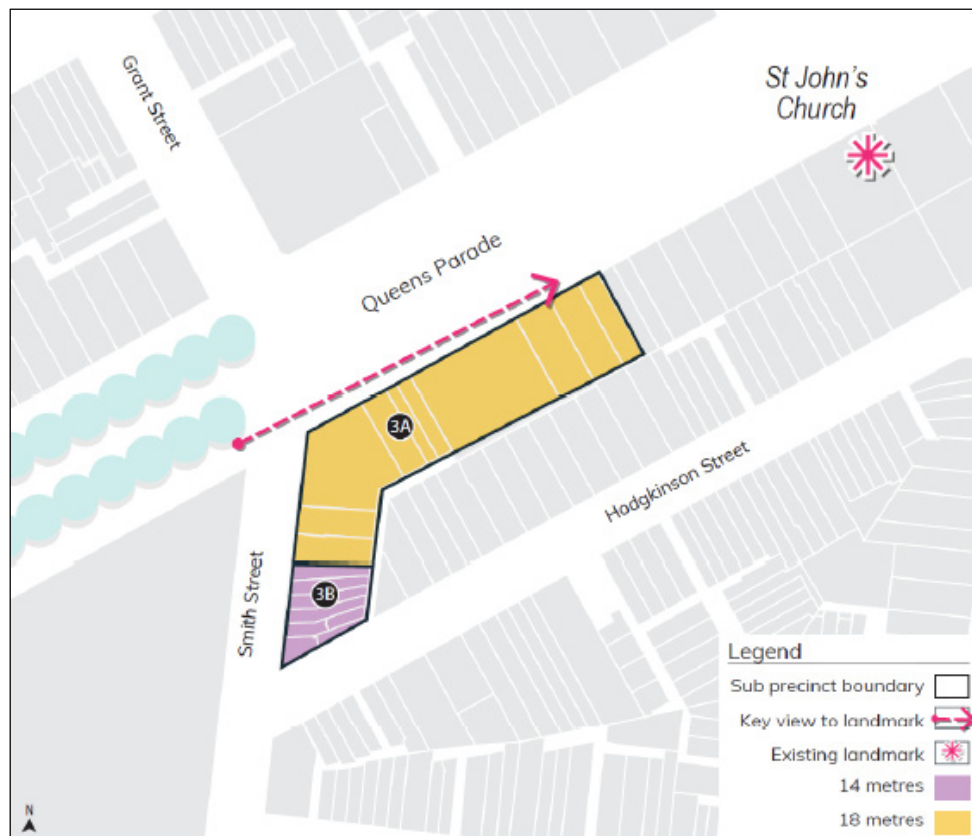 Grant Street
St John's
Church
Queens Parade
3A
Hodgkinson Street
3B
Smith Street
Legend
Sub precinct boundary
Key view to landmark
Existing landmark
14 metres
18 metres
N